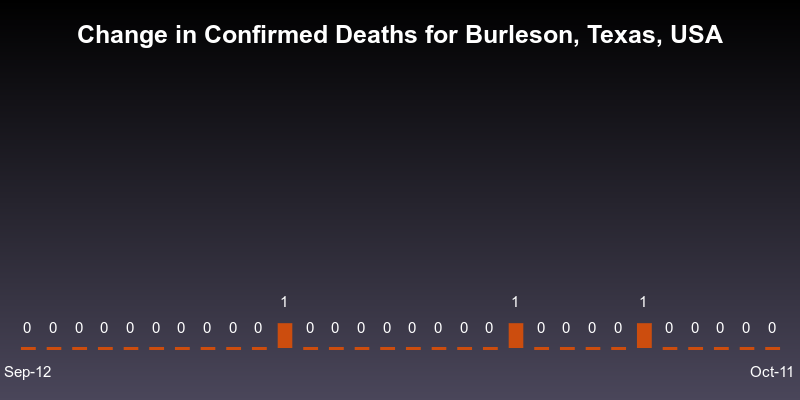 Change in Confirmed Deaths for Burleson, Texas, USA
1 1 1
0 0 0 0 0 0 0 0 0 0 0 0 0 0 0 0 0 0 0 0 0 0 0 0 0 0 0
Sep-12 Oct-11